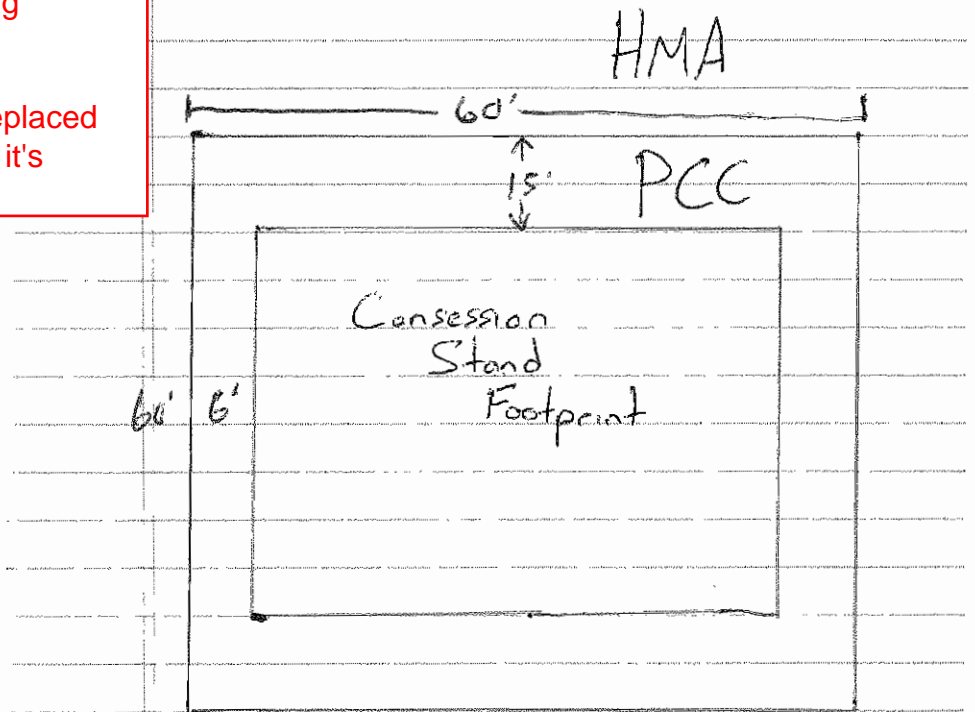 g
eplaced
it's
HMA
60'
15'
PCC
Consession
Stand
Footprint
60' 6'